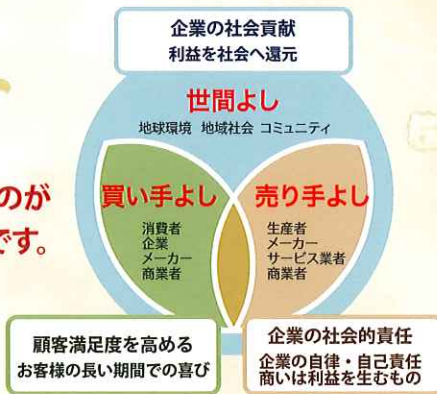 企業の社会貢献
利益を社会へ還元
世間よし
地球環境 地域社会 コミュニティ
のが
です。
買い手よし
消費者
企業
メーカー
商業者
売り手よし
生産者
メーカー
サービス業者
商業者
顧客満足度を高める
お客様の長い期間での喜び
企業の社会的責任
企業の自律・自己責任
商いは利益を生むもの